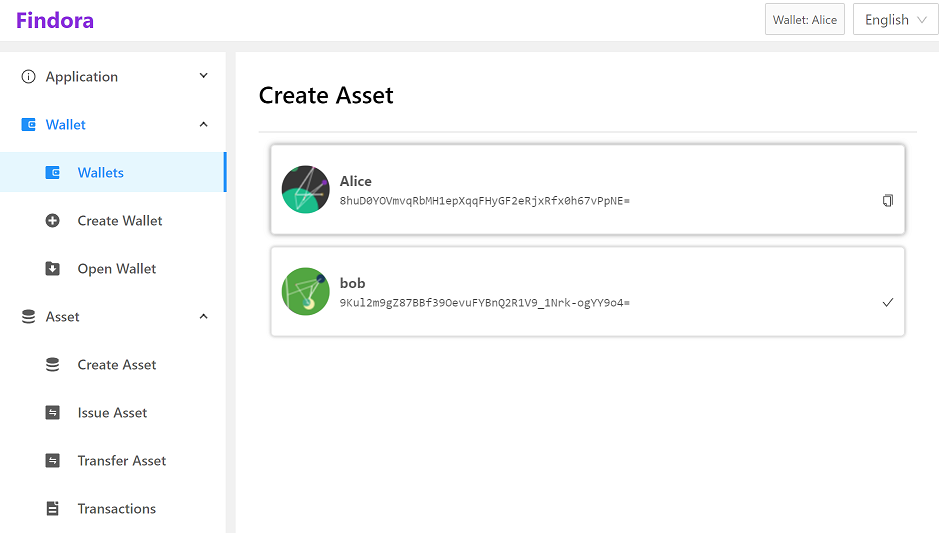 Findora
Wallet: Alice
English
Application
Wallet
Wallets
Create Wallet
Open Wallet
Asset
Create Asset
Issue Asset
Transfer Asset
Transactions
Create Asset
Alice
8huD0YOVmvqRbMH1epXqqFHyGF2eRjxRfx0h67vPpNE=
bob
9Kul2m9gZ87BBf39OevuFYBnQ2R1V9_1Nrk-ogYY9o4=